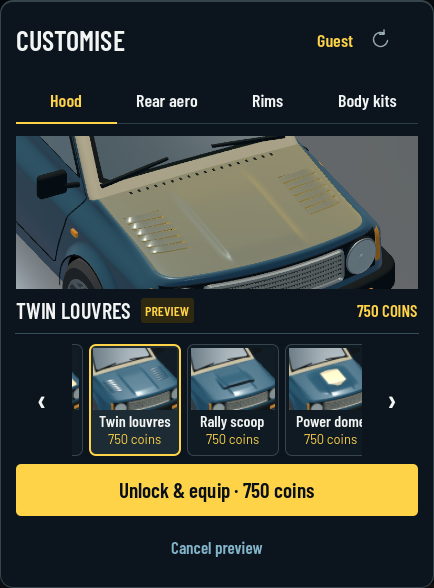 CUSTOMISE
Guest
Hood
Rear aero
Rims
Body kits
TWIN LOUVRES
PREVIEW
750 COINS
Twin louvres
750 coins
Rally scoop
750 coins
Power dome
750 coins
Unlock & equip · 750 coins
Cancel preview